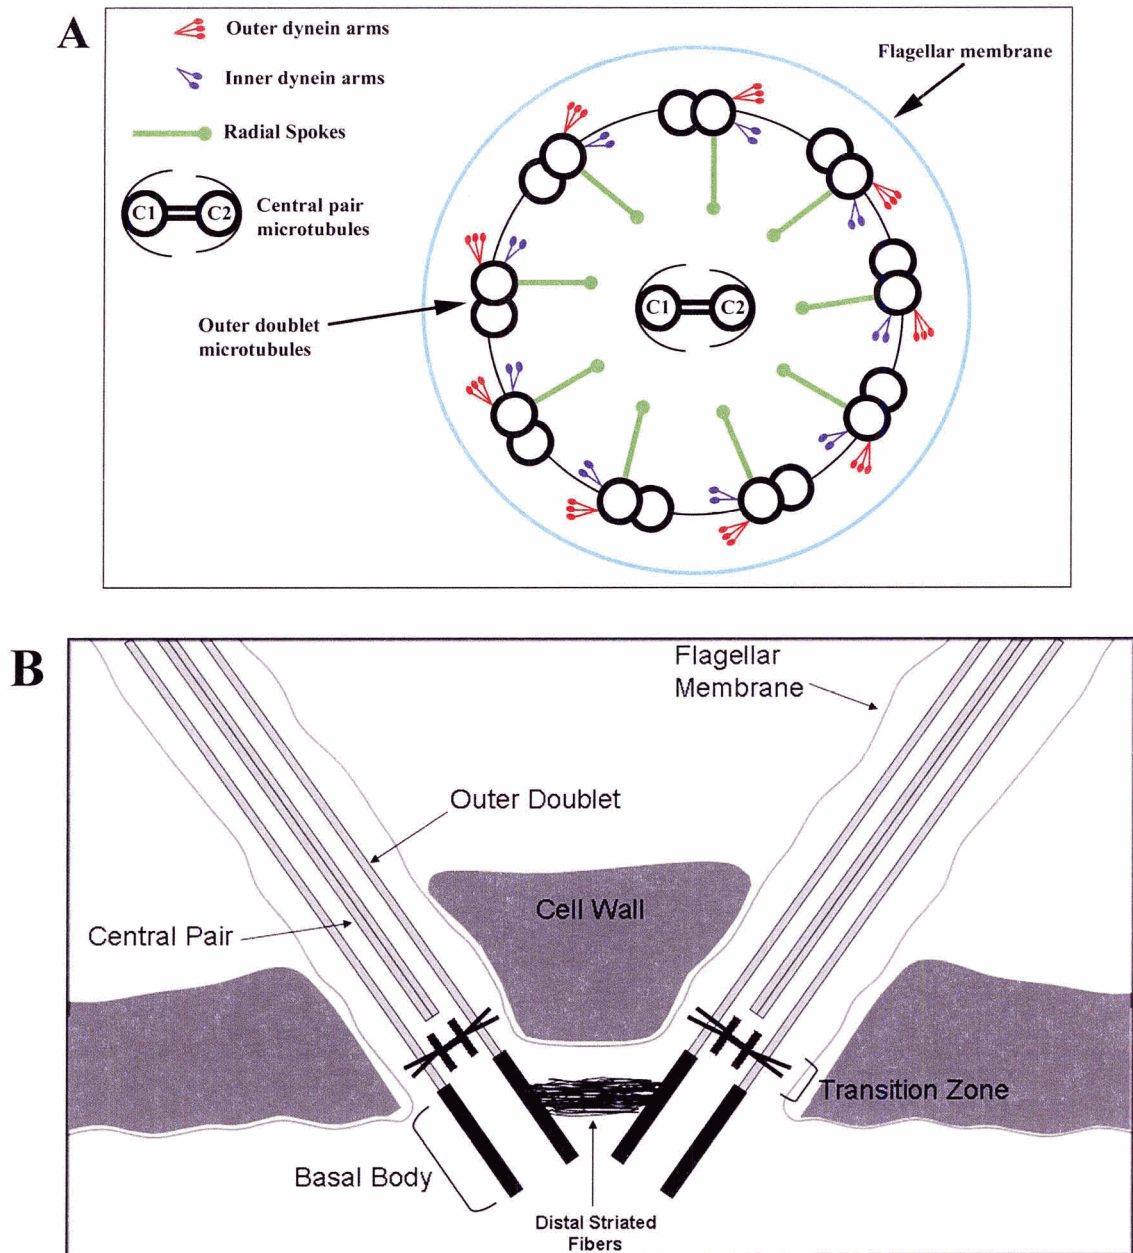 A
Outer dynein arms
Inner dynein arms
Radial Spokes
C1 C2
Central pair
microtubules
Outer doublet
microtubules
Flagellar membrane
C1 C2
B
Flagellar
Membrane
Outer Doublet
Cell Wall
Central Pair
Transition Zone
Basal Body
Distal Striated
Fibers